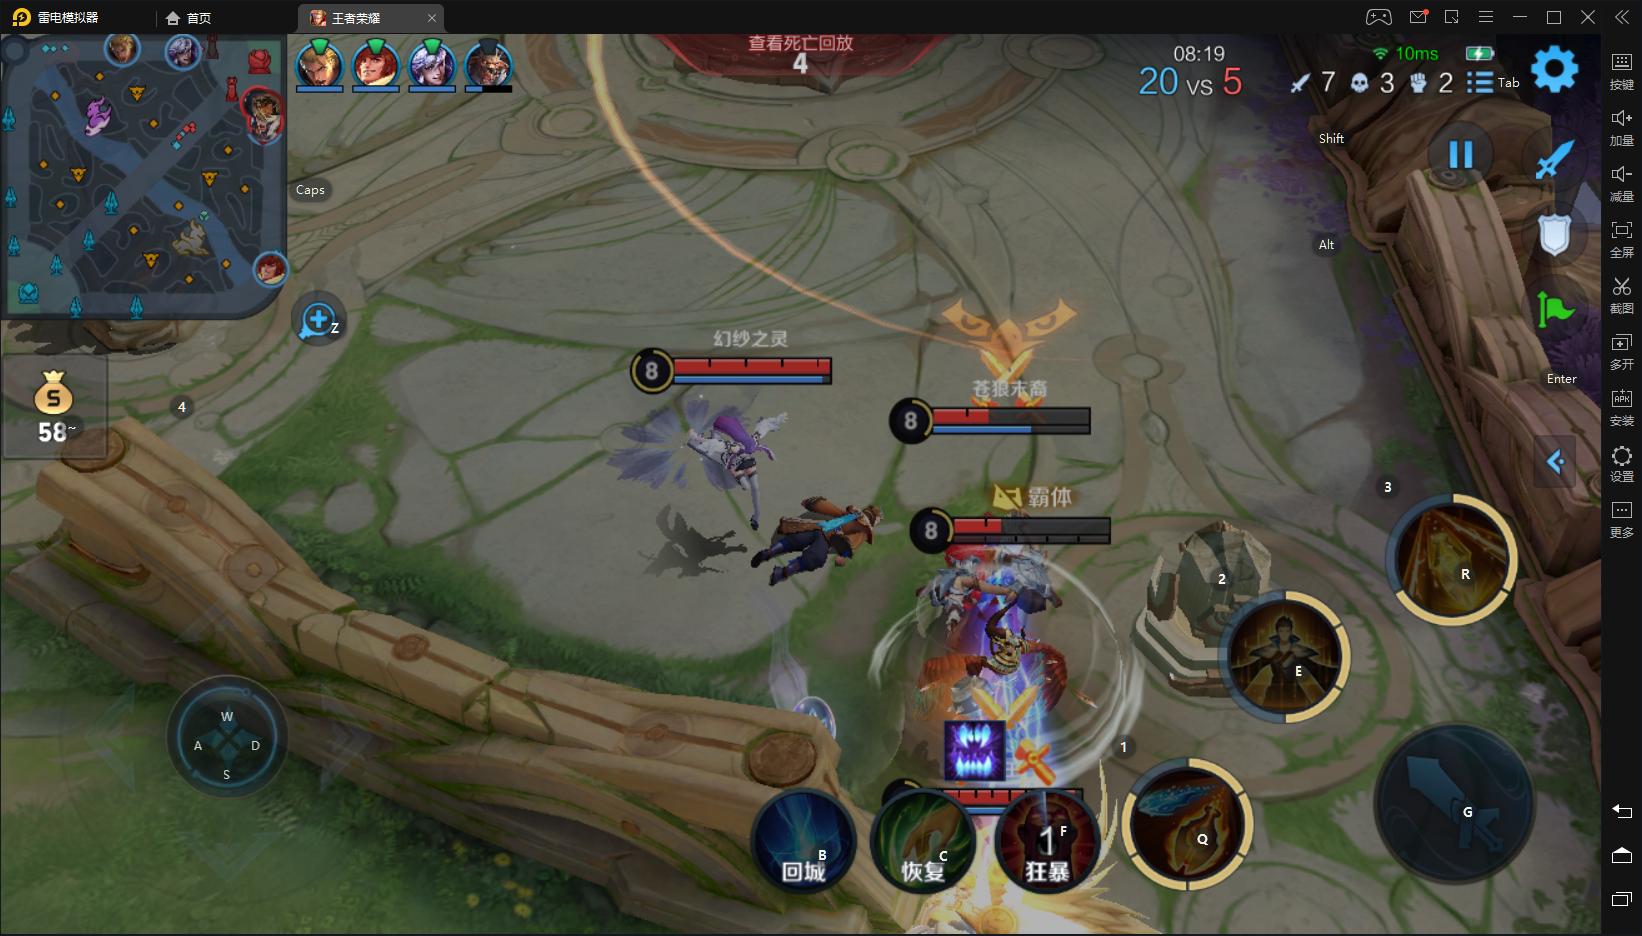 雷电模拟器
首页
王者荣耀
查看死亡回放
4
08:19
10ms
20 VS 5
7 3 2
Tab
Shift
按键
加量
减量
全屏
截图
多开
安装
设置
更多
Caps
Alt
Z
Enter
幻纱之灵
8
苍狼末裔
8
霸体
8
58~
4
3
2
1
R
E
W
A
D
S
G
Q
B
回城
C
恢复
1
F
狂暴
APK
S